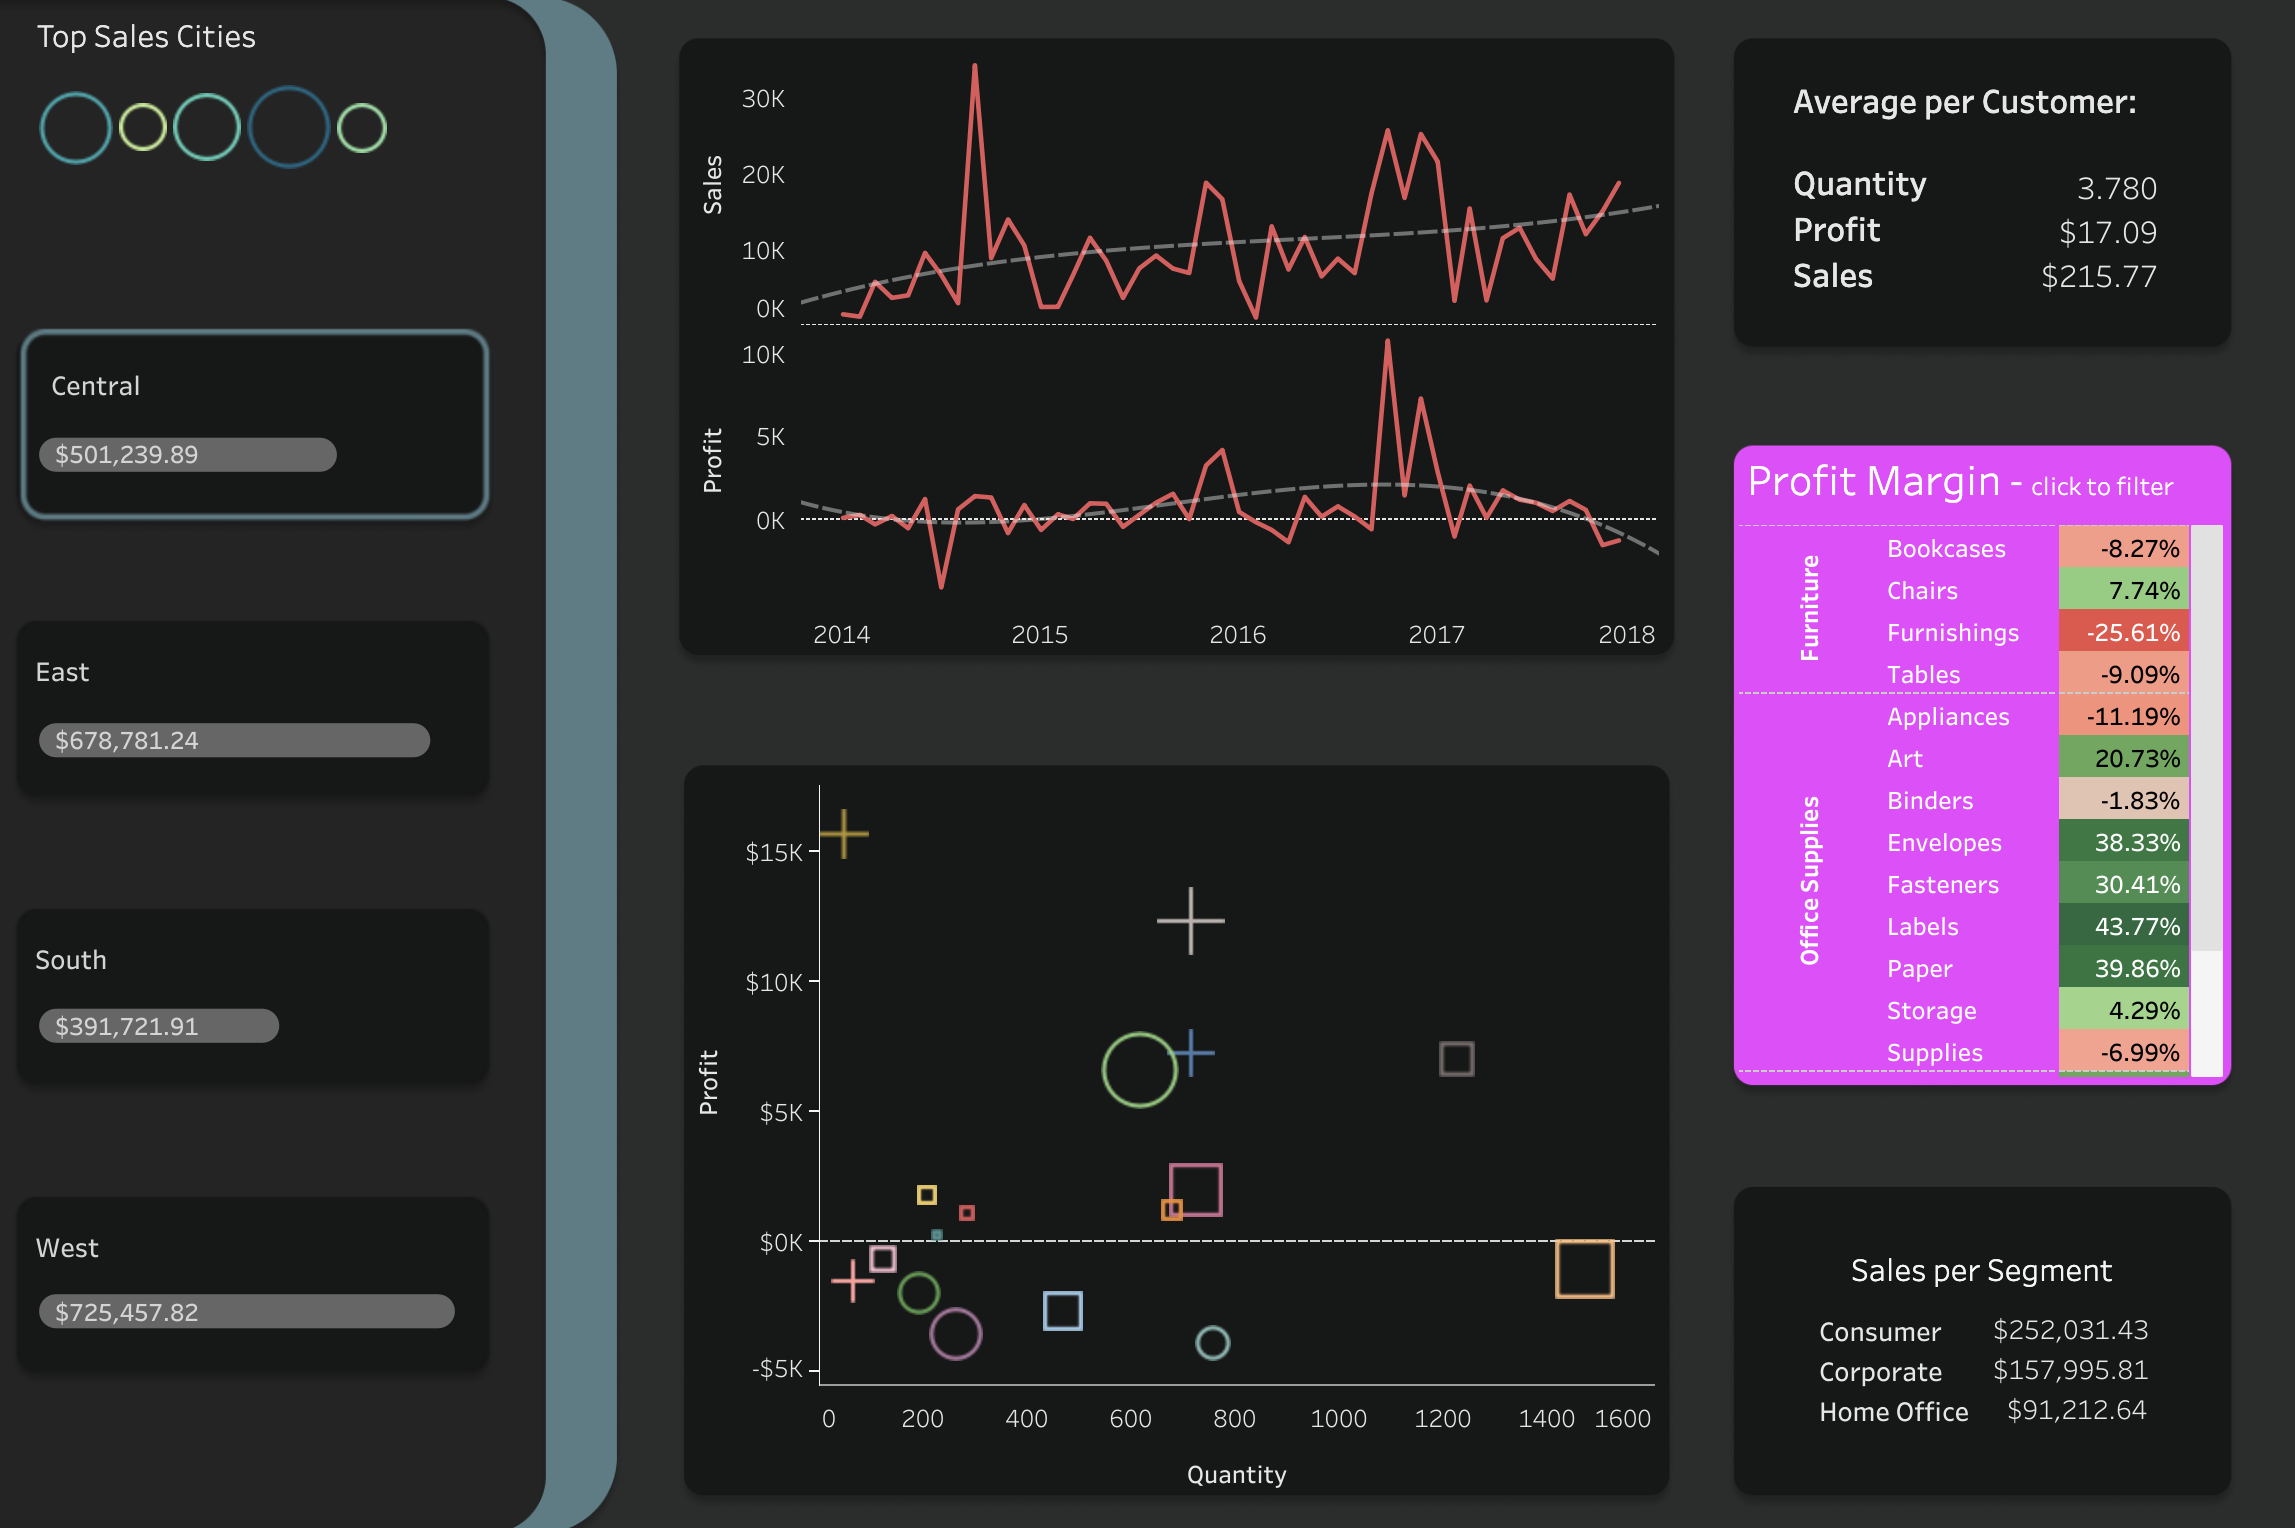 Top Sales Cities
Central
$501,239.89
East
$678,781.24
South
$391,721.91
West
$725,457.82
Sales
30K
20K
10K
0K
Profit
10K
5K
0K
2014 2015 2016 2017 2018
Profit
$15K
$10K
$5K
$0K
-$5K
0 200 400 600 800 1000 1200 1400 1600
Quantity
Average per Customer:
Quantity 3.780
Profit $17.09
Sales $215.77
Profit Margin - click to filter
Furniture
Bookcases -8.27%
Chairs 7.74%
Furnishings -25.61%
Tables -9.09%
Office Supplies
Appliances -11.19%
Art 20.73%
Binders -1.83%
Envelopes 38.33%
Fasteners 30.41%
Labels 43.77%
Paper 39.86%
Storage 4.29%
Supplies -6.99%
Sales per Segment
Consumer $252,031.43
Corporate $157,995.81
Home Office $91,212.64